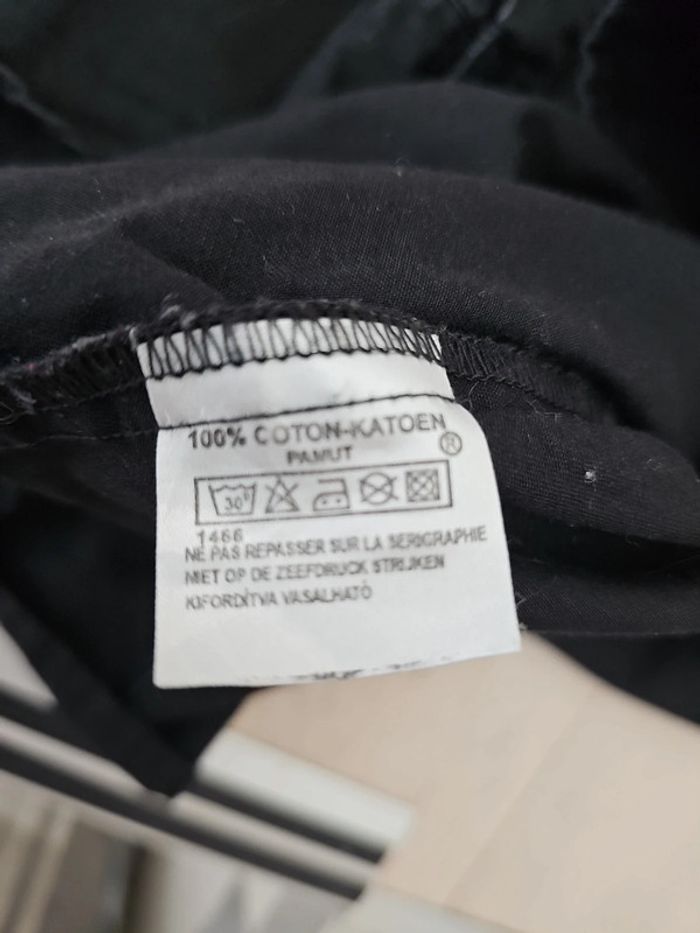 100% COTON-KATOEN
PAMUT
®
30°
1466
NE PAS REPASSER SUR LA SERIGRAPHIE
NIET OP DE ZEEFDRUCK STRIJKEN
KIFORDÍTVA VASALHATÓ